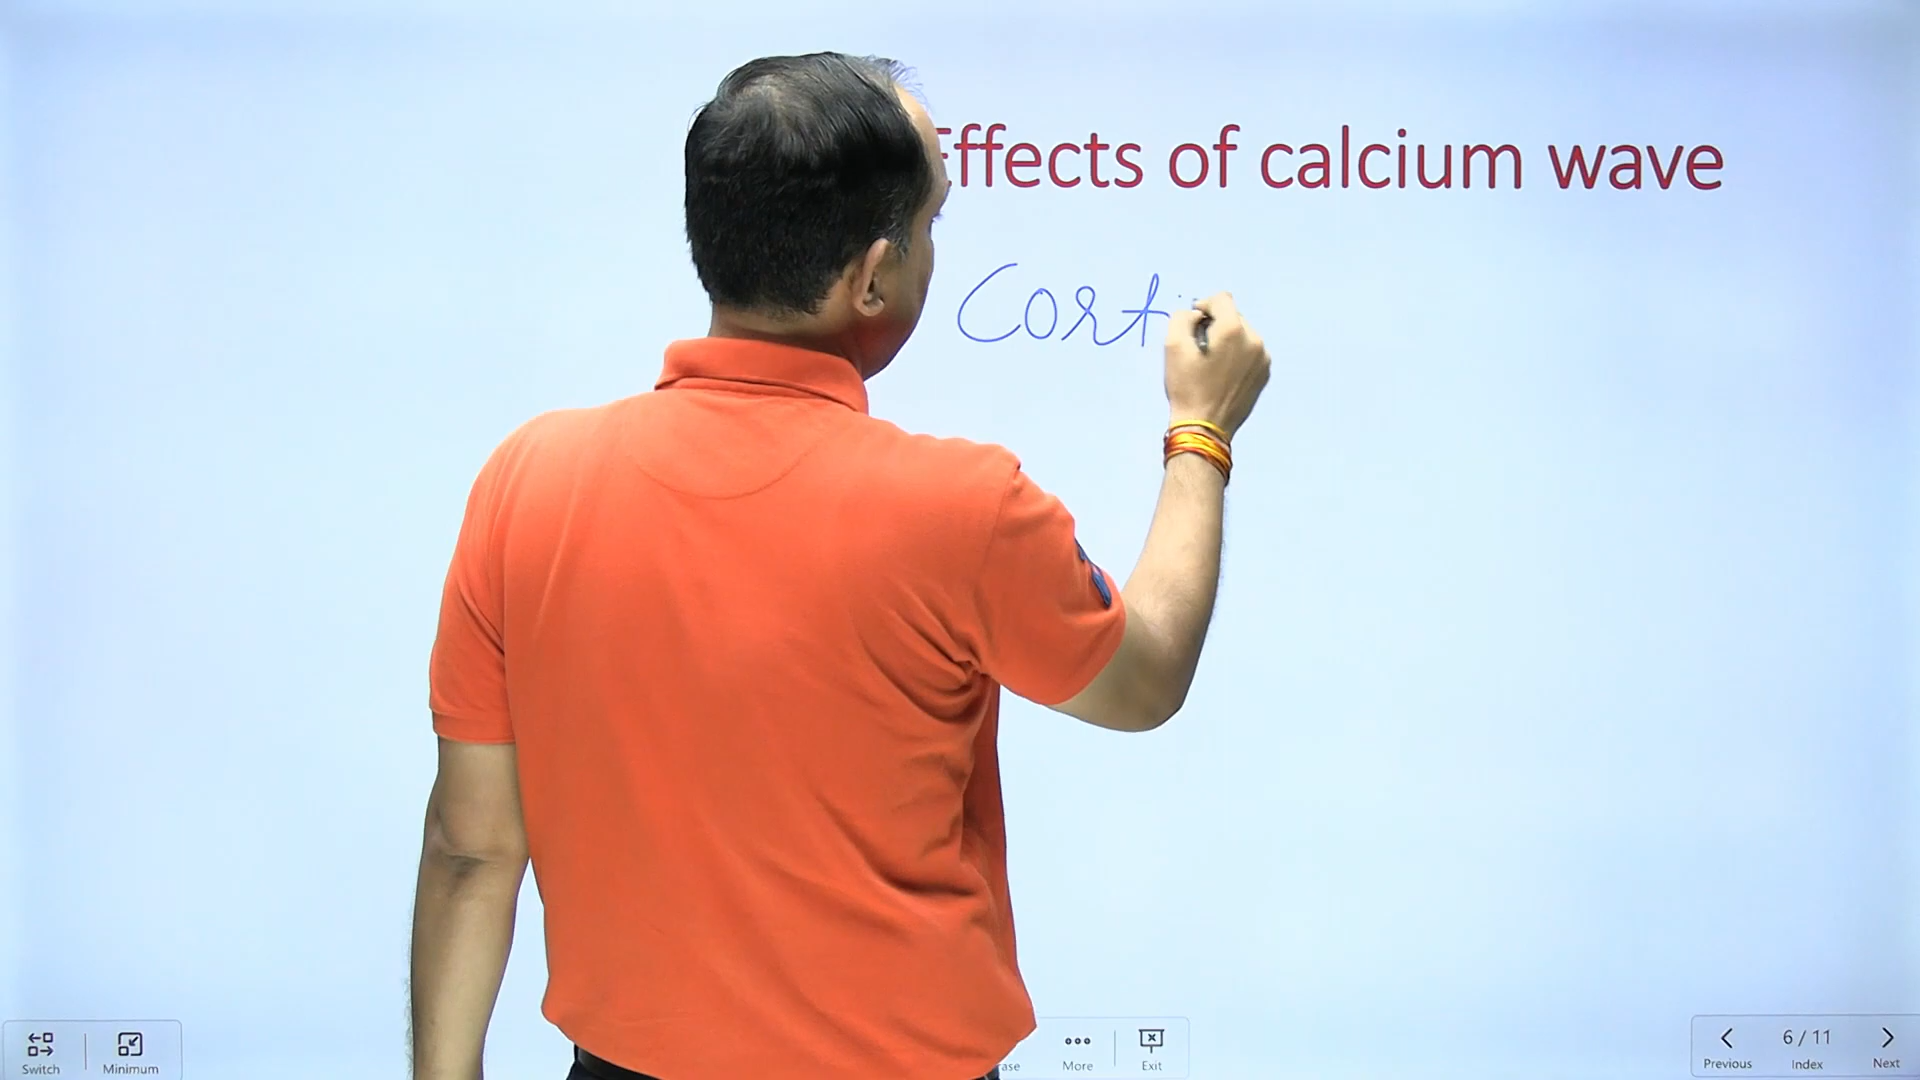 Effects of calcium wave
Cort
Switch
Minimum
More
Exit
6 / 11
Previous
Index
Next